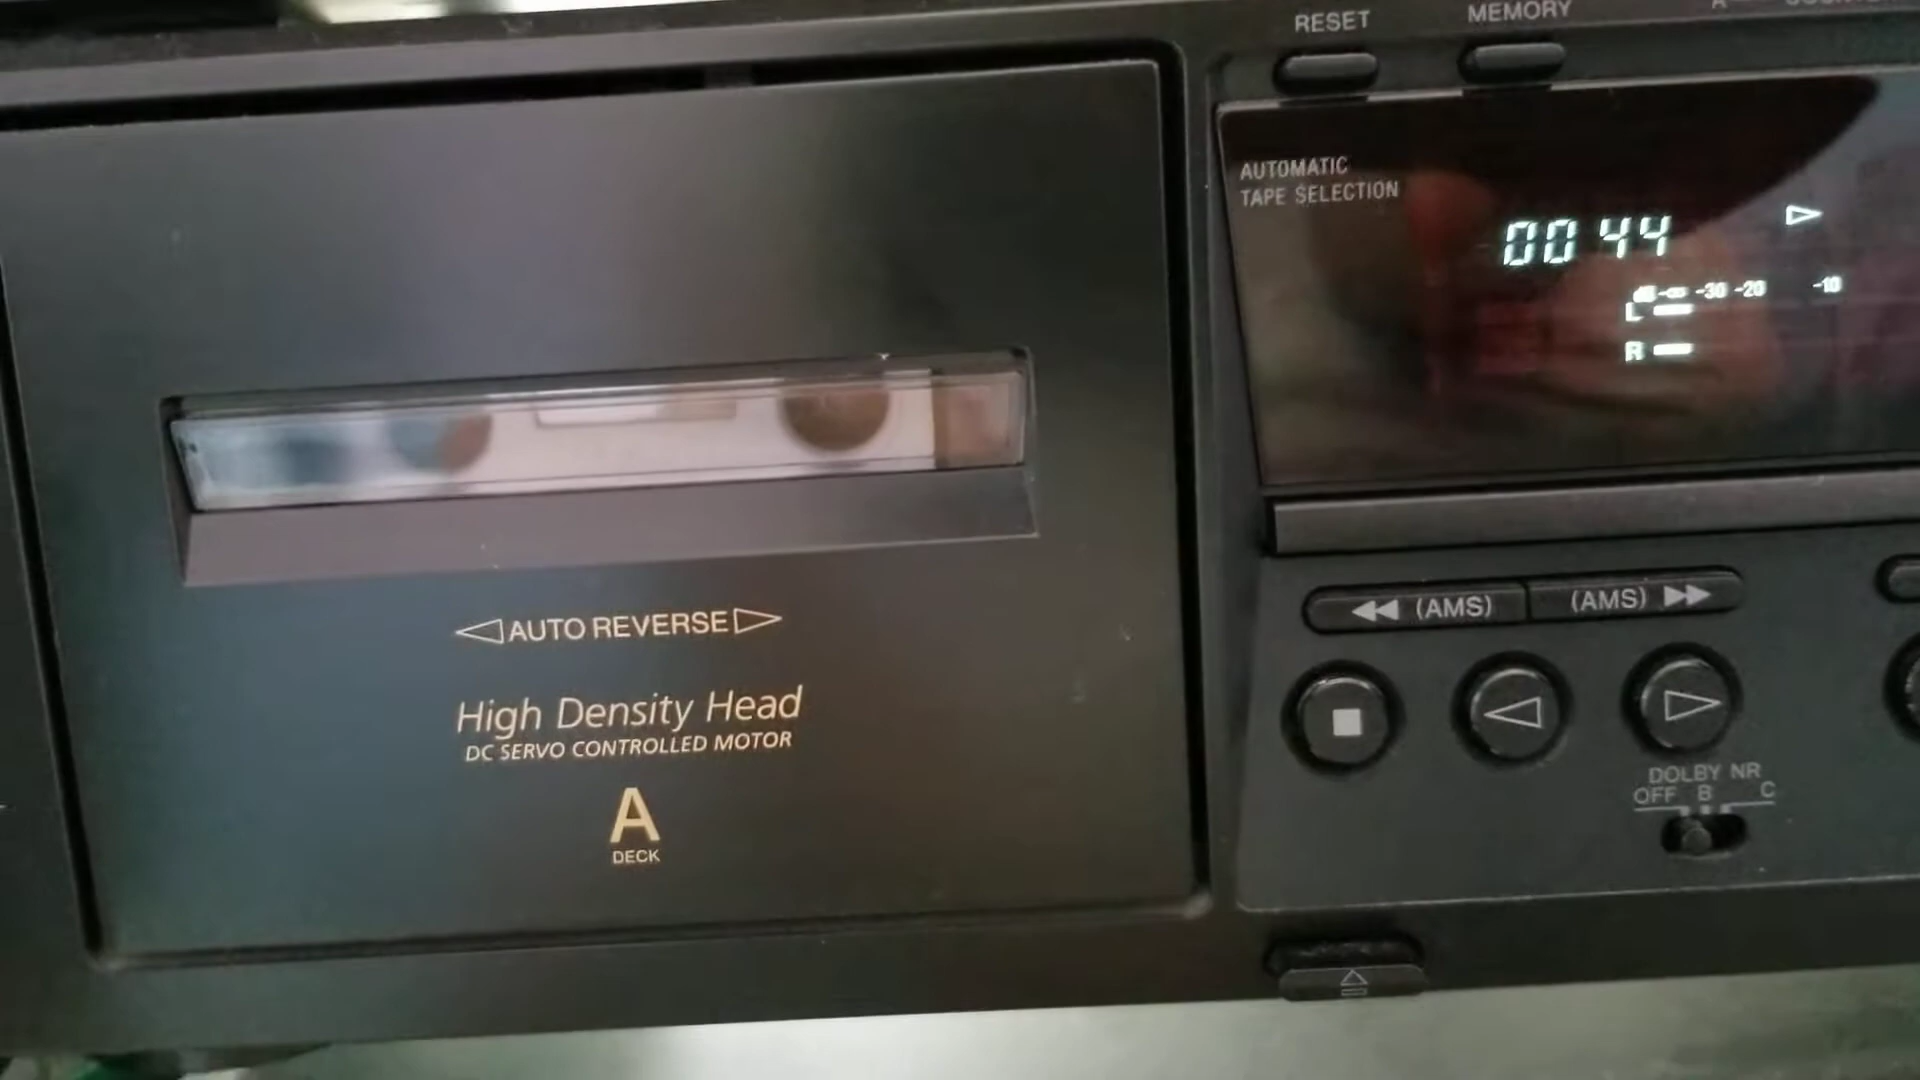 RESET
MEMORY
AUTOMATIC
TAPE SELECTION
00 44
dB -∞ -30 -20 -10
L
R
(AMS)
(AMS)
AUTO REVERSE
High Density Head
DC SERVO CONTROLLED MOTOR
A
DECK
DOLBY NR
OFF B C